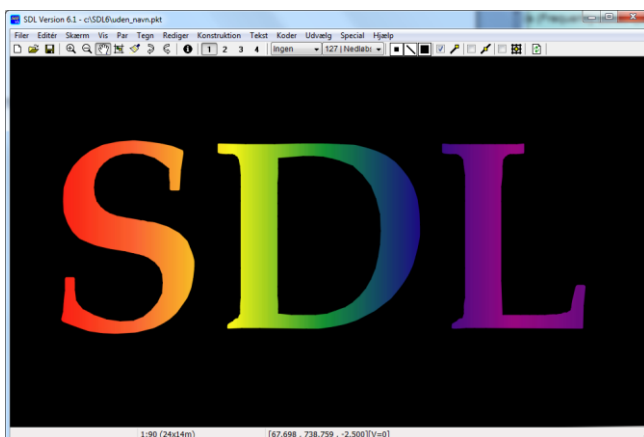 SDL Version 6.1 - c:\SDL6\uden_navn.pkt
Filer Editér Skærm Vis Par Tegn Rediger Konstruktion Tekst Koder Udvælg Special Hjælp
1 2 3 4 Ingen 127 | Nedløb:
SDL
1:90 (24x14m) [67.698 , 738.759 , -2.500][V=0]